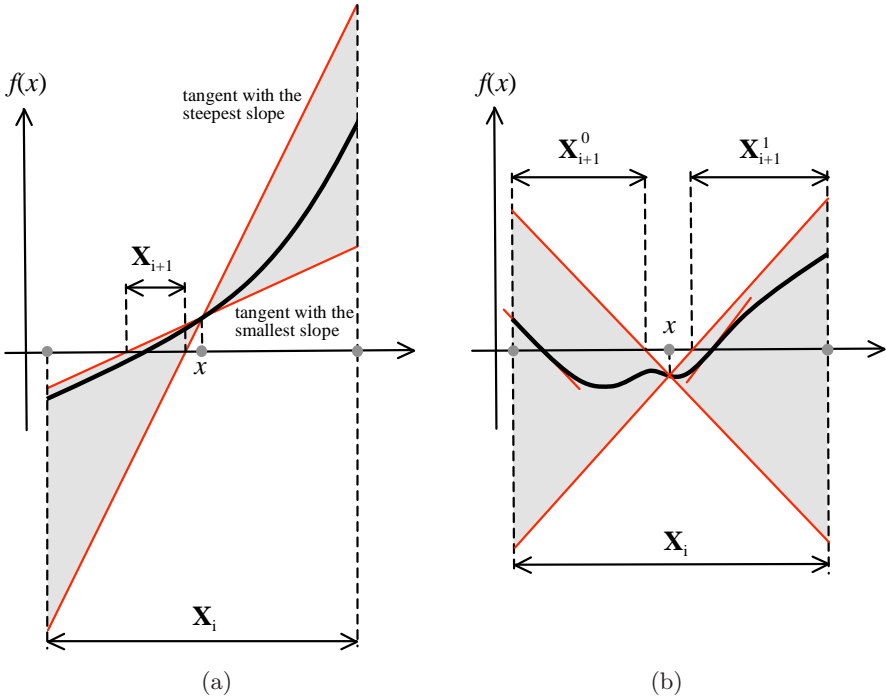 f(x)
tangent with the
steepest slope
X_{i+1}
tangent with the
smallest slope
x
X_i
(a)
f(x)
X^0_{i+1}
X^1_{i+1}
x
X_i
(b)